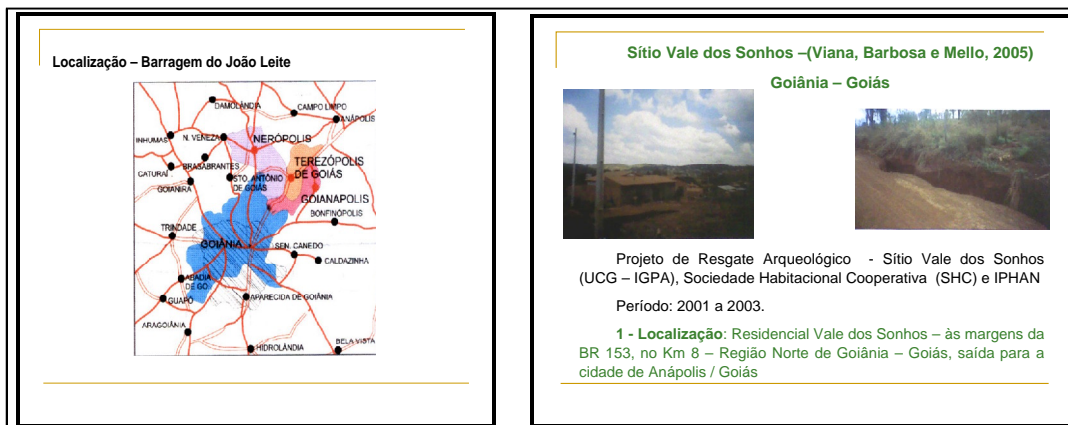 Localização – Barragem do João Leite
DAMOLÂNDIA
CAMPO LIMPO
ANÁPOLIS
INHUMAS
N. VENEZA
NERÓPOLIS
BRASABRANTES
TEREZÓPOLIS
DE GOIÁS
CATURAÍ
STO. ANTÔNIO
DE GOIÁS
GOIANIRA
GOIANAPOLIS
BONFINÓPOLIS
TRINDADE
GOIÂNIA
SEN. CANEDO
CALDAZINHA
ABADIA
DE GO.
GUAPÓ
APARECIDA DE GOIÂNIA
ARAGOIÂNIA
HIDROLÂNDIA
BELA VISTA
Sítio Vale dos Sonhos –(Viana, Barbosa e Mello, 2005)
Goiânia – Goiás
Projeto de Resgate Arqueológico - Sítio Vale dos Sonhos
(UCG – IGPA), Sociedade Habitacional Cooperativa (SHC) e IPHAN
Período: 2001 a 2003.
1 - Localização: Residencial Vale dos Sonhos – às margens da
BR 153, no Km 8 – Região Norte de Goiânia – Goiás, saída para a
cidade de Anápolis / Goiás